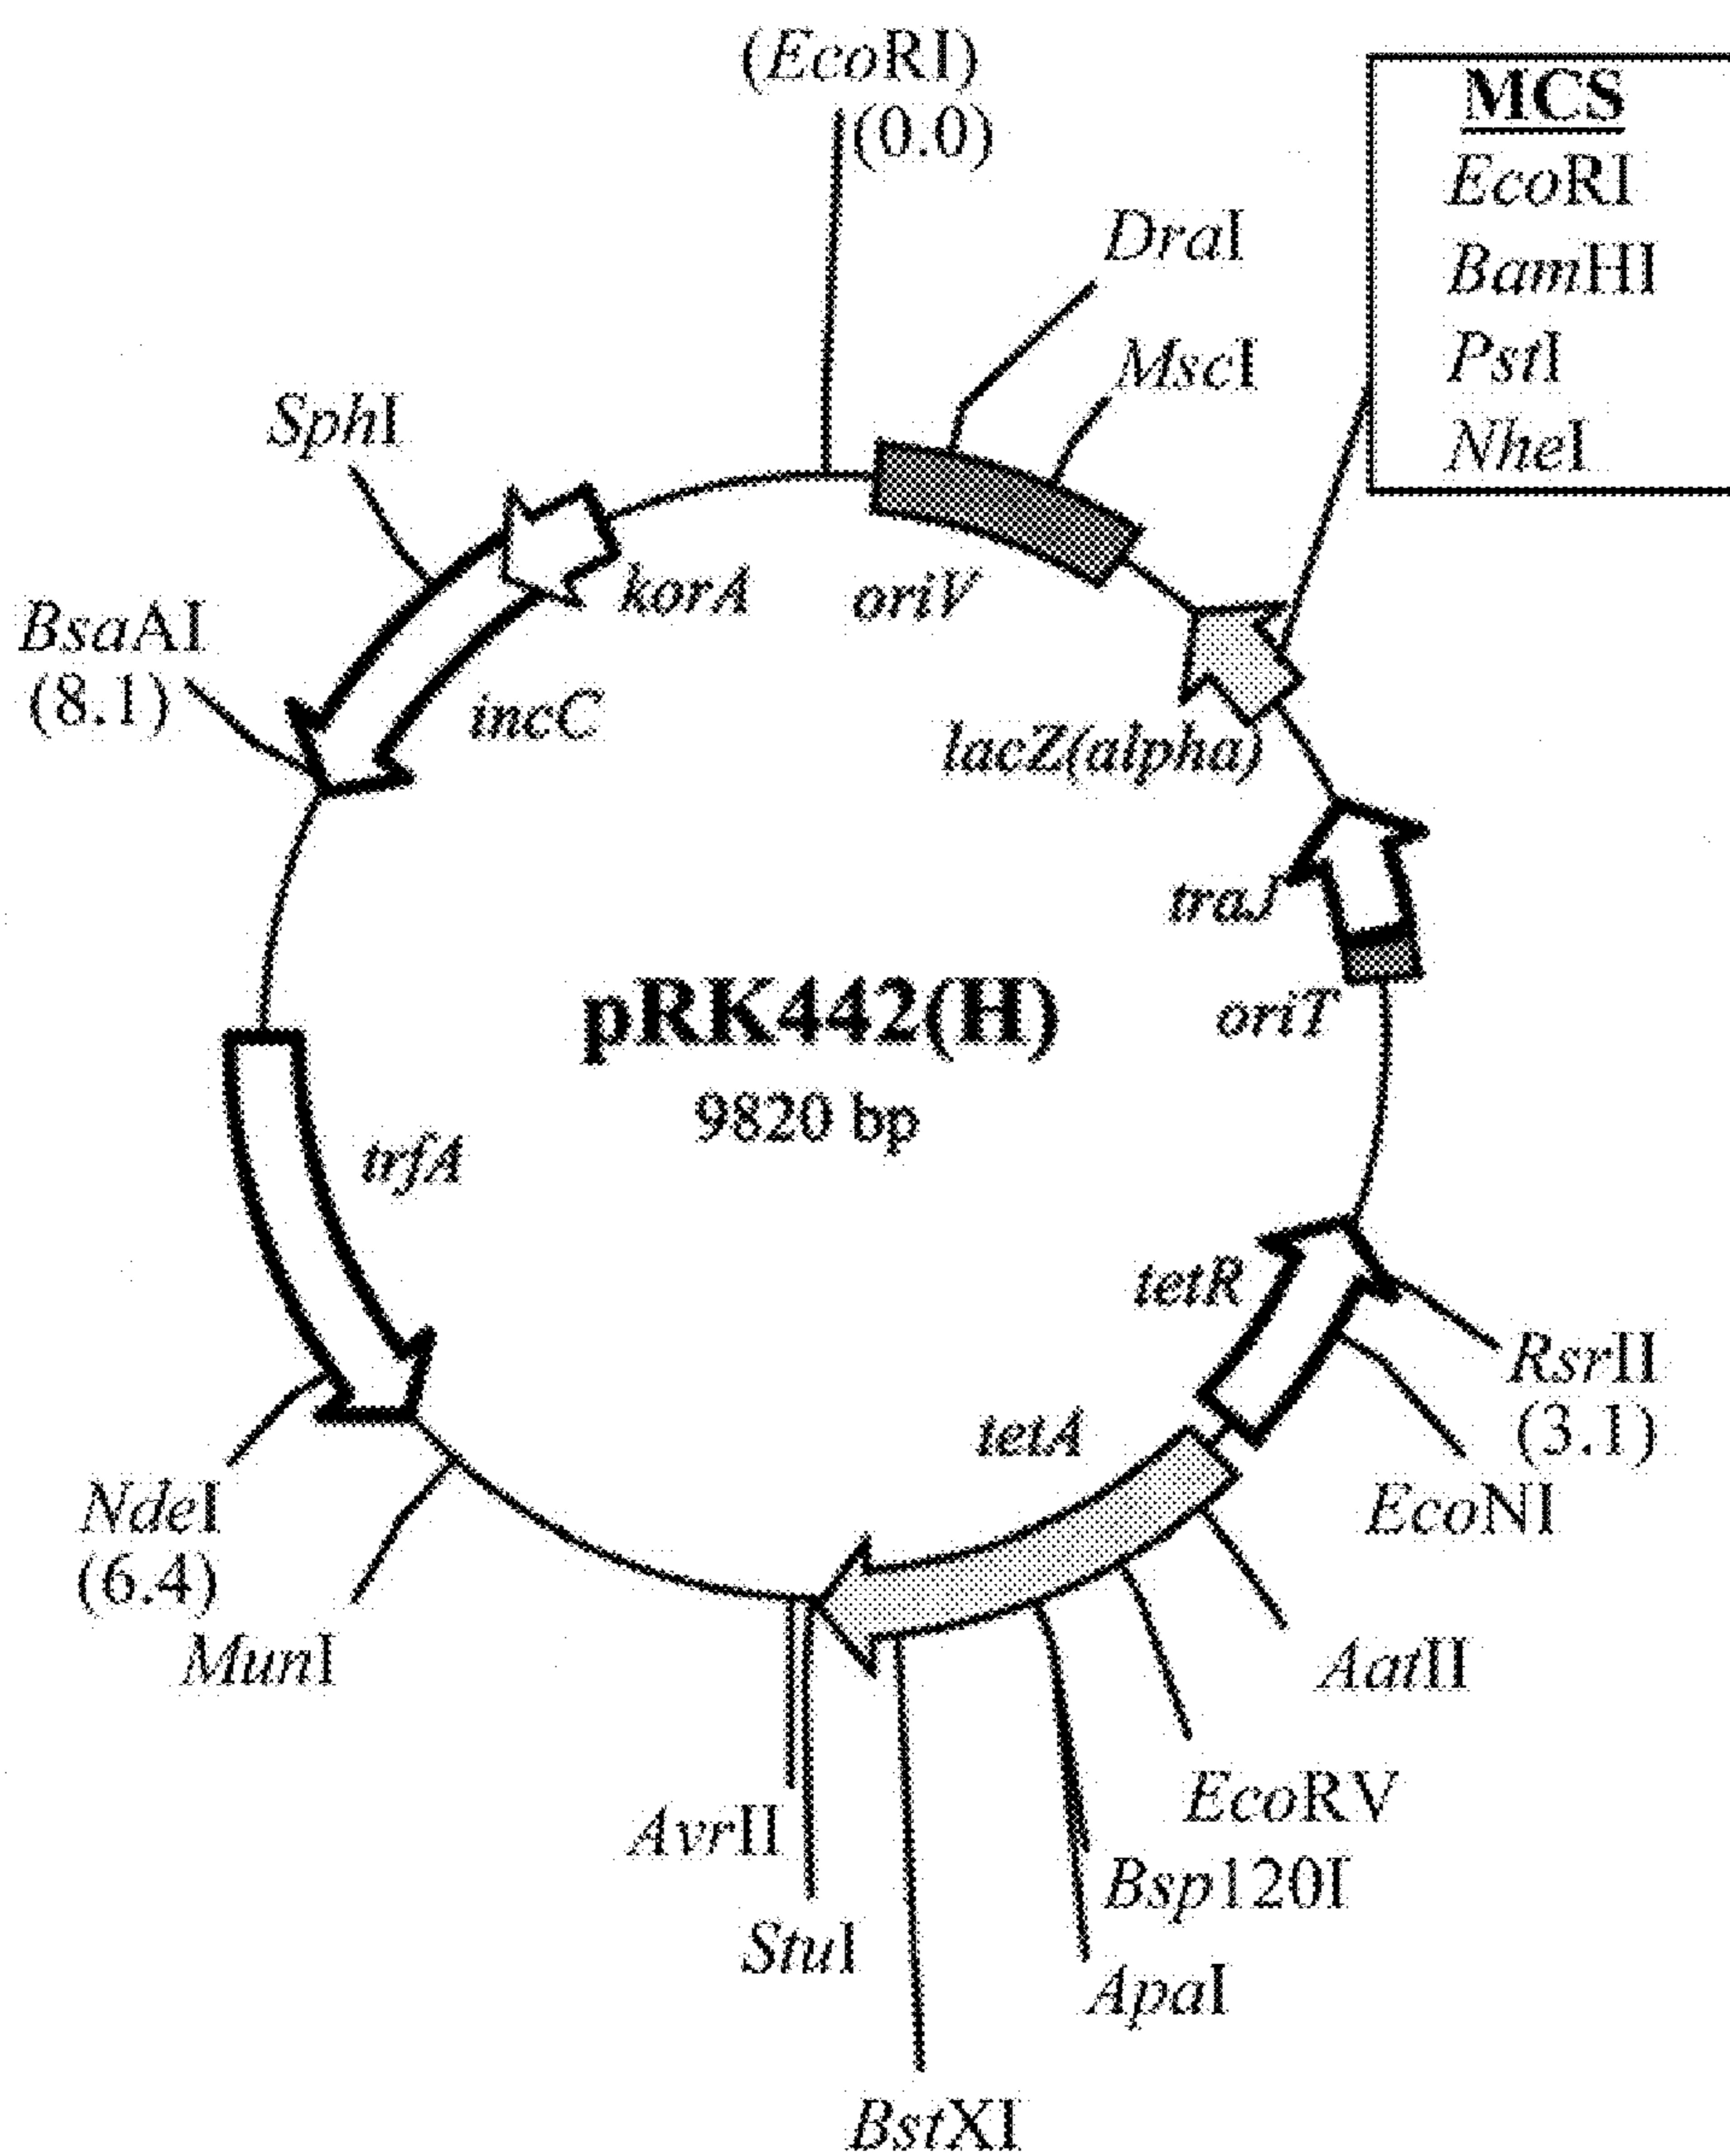 (EcoRI)
(0.0)
MCS
EcoRI
BamHI
PstI
NheI
DraI
MscI
SphI
korA
oriV
BsaAI
(8.1)
incC
lacZ(alpha)
traJ
pRK442(H)
9820 bp
oriT
trfA
tetR
RsrII
(3.1)
tetA
EcoNI
NdeI
(6.4)
MunI
AatII
EcoRV
AvrII
Bsp120I
StuI
ApaI
BstXI